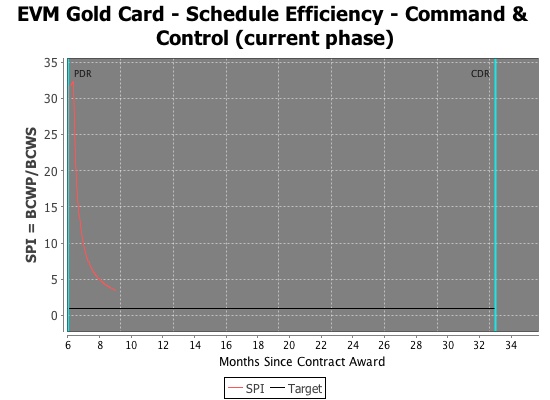 EVM Gold Card - Schedule Efficiency - Command &
Control (current phase)
35
30
25
20
15
10
5
0
SPI = BCWP/BCWS
PDR
CDR
6 8 10 12 14 16 18 20 22 24 26 28 30 32 34
Months Since Contract Award
SPI Target